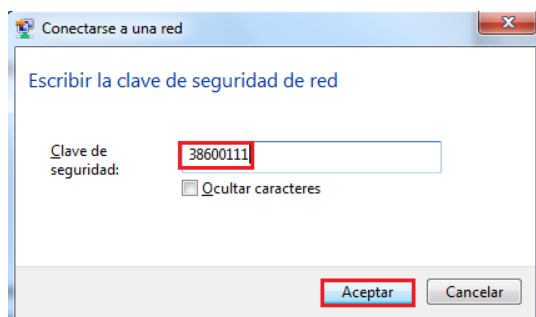 Conectarse a una red
Escribir la clave de seguridad de red
Clave de
seguridad:
38600111
Ocultar caracteres
Aceptar
Cancelar